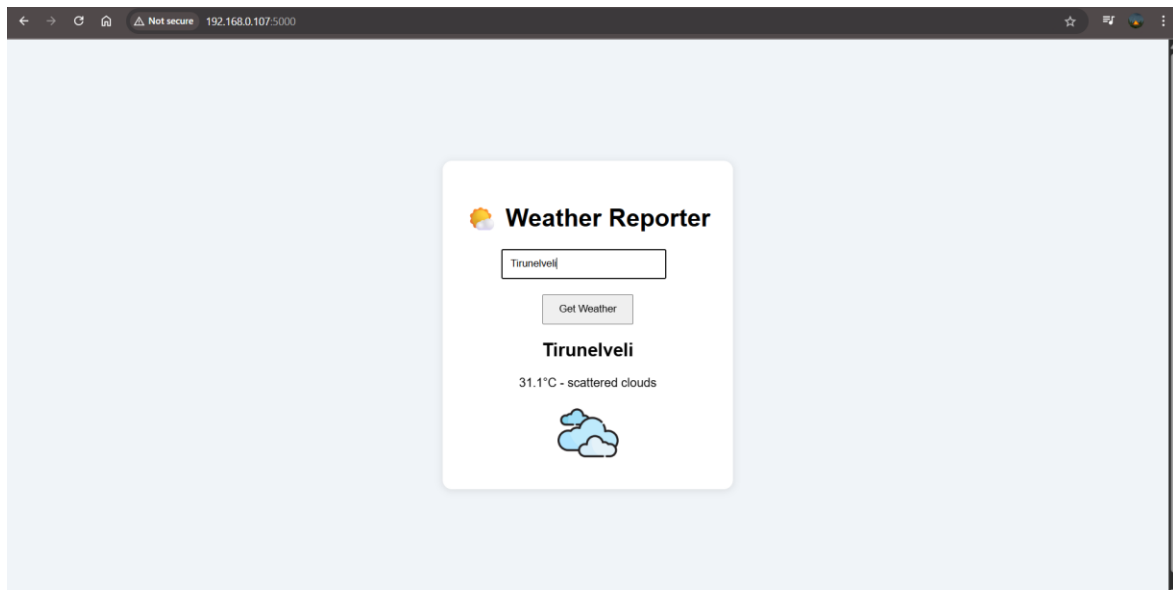 Not secure 192.168.0.107:5000
Weather Reporter
Tirunelveli
Get Weather
Tirunelveli
31.1°C - scattered clouds